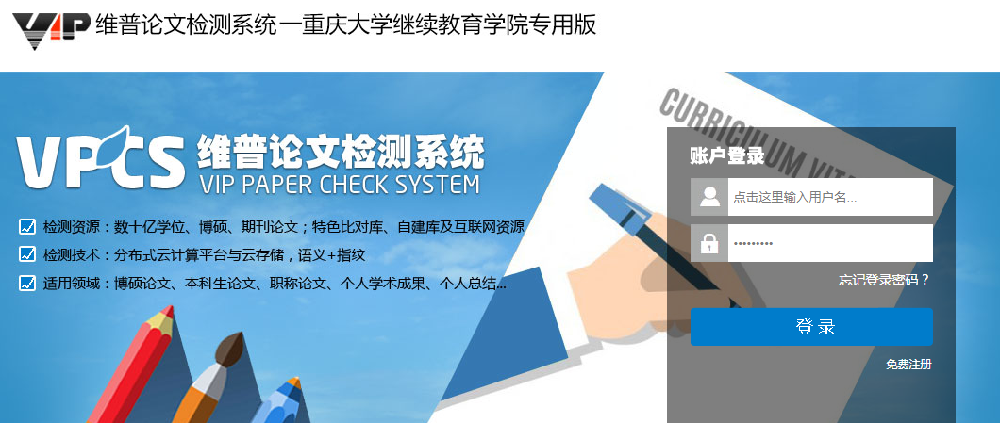 VIP 维普论文检测系统—重庆大学继续教育学院专用版
CURRICULUM VITA
VPCS 维普论文检测系统
VIP PAPER CHECK SYSTEM
检测资源：数十亿学位、博硕、期刊论文；特色比对库、自建库及互联网资源
检测技术：分布式云计算平台与云存储，语义+指纹
适用领域：博硕论文、本科生论文、职称论文、个人学术成果、个人总结...
账户登录
点击这里输入用户名...
•••••••••
忘记登录密码？
登 录
免费注册